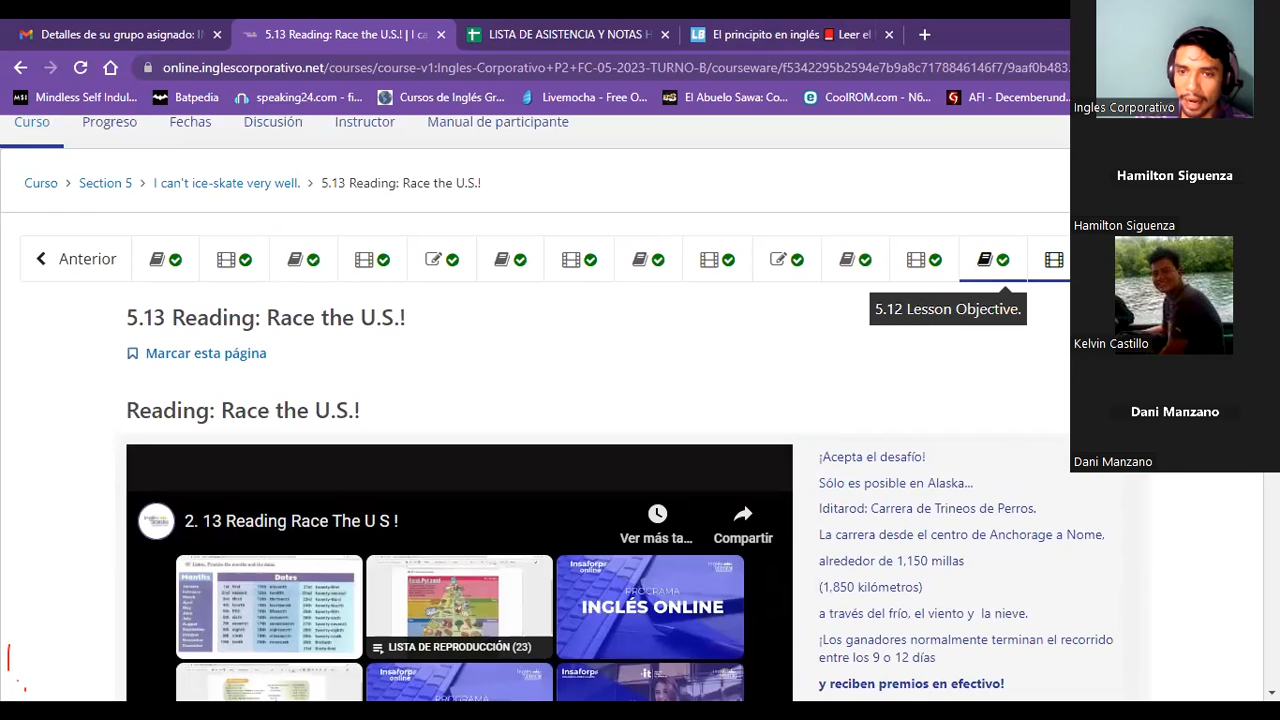 Detalles de su grupo asignado: II
5.13 Reading: Race the U.S.! | I ca
LISTA DE ASISTENCIA Y NOTAS H
El principito en inglés 📕 Leer el
online.inglescorporativo.net/courses/course-v1:Ingles-Corporativo+P2+FC-05-2023-TURNO-B/courseware/f5342295b2594e7b9a8c7178846146f7/9aaf0b483
Mindless Self Indul...
Batpedia
speaking24.com - fi...
Cursos de Inglés Gr...
Livemocha - Free O...
El Abuelo Sawa: Co...
CoolROM.com - N6...
AFI - Decemberund
Curso
Progreso
Fechas
Discusión
Instructor
Manual de participante
Curso > Section 5 > I can't ice-skate very well. > 5.13 Reading: Race the U.S.!
Anterior
5.12 Lesson Objective.
5.13 Reading: Race the U.S.!
Marcar esta página
Reading: Race the U.S.!
2. 13 Reading Race The U S !
Ver más ta...
Compartir
Months
Dates
LISTA DE REPRODUCCIÓN (23)
Insaforp online
PROGRAMA
INGLÉS ONLINE
Insaforp online
PROGRAMA
¡Acepta el desafío!
Sólo es posible en Alaska...
Iditarod: Carrera de Trineos de Perros.
La carrera desde el centro de Anchorage a Nome,
alrededor de 1,150 millas
(1,850 kilómetros)
a través del frío, el viento y la nieve.
¡Los ganadores normalmente terminan el recorrido
entre los 9 o 12 días
y reciben premios en efectivo!
Ingles Corporativo
Hamilton Siguenza
Hamilton Siguenza
Kelvin Castillo
Dani Manzano
Dani Manzano